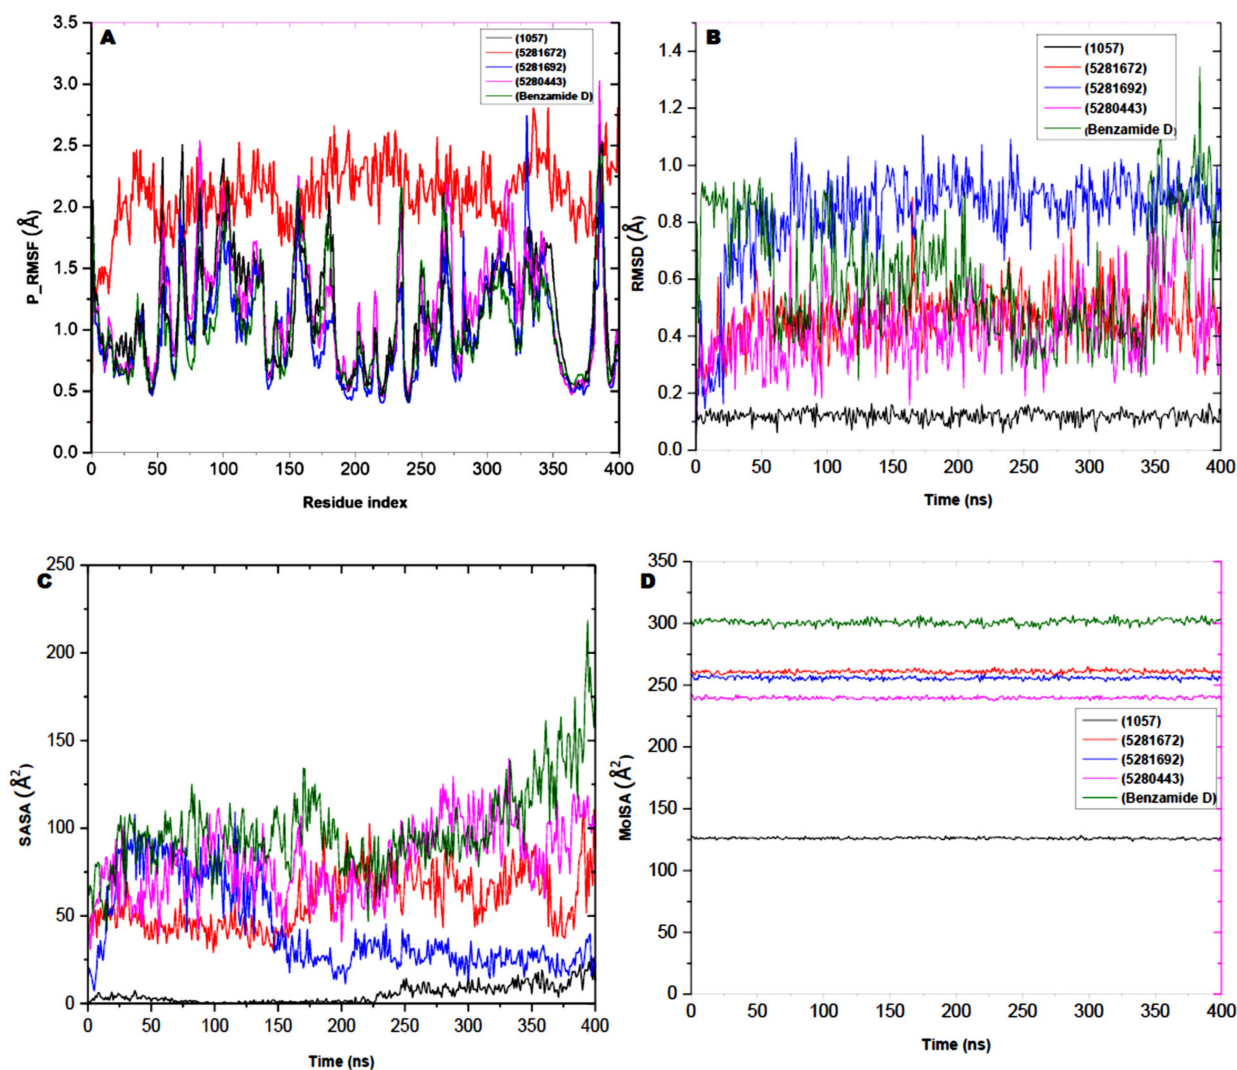 A
P_RMSF (Å)
3.5
3.0
2.5
2.0
1.5
1.0
0.5
0.0
0 50 100 150 200 250 300 350 400
Residue index
(1057)
(5281672)
(5281692)
(5280443)
(Benzamide D)
B
RMSD (Å)
1.4
1.2
1.0
0.8
0.6
0.4
0.2
0.0
0 50 100 150 200 250 300 350 400
Time (ns)
(1057)
(5281672)
(5281692)
(5280443)
(Benzamide D)
C
SASA (Å²)
250
200
150
100
50
0
0 50 100 150 200 250 300 350 400
Time (ns)
D
MolSA (Å²)
350
300
250
200
150
100
50
0
0 50 100 150 200 250 300 350 400
Time (ns)
(1057)
(5281672)
(5281692)
(5280443)
(Benzamide D)